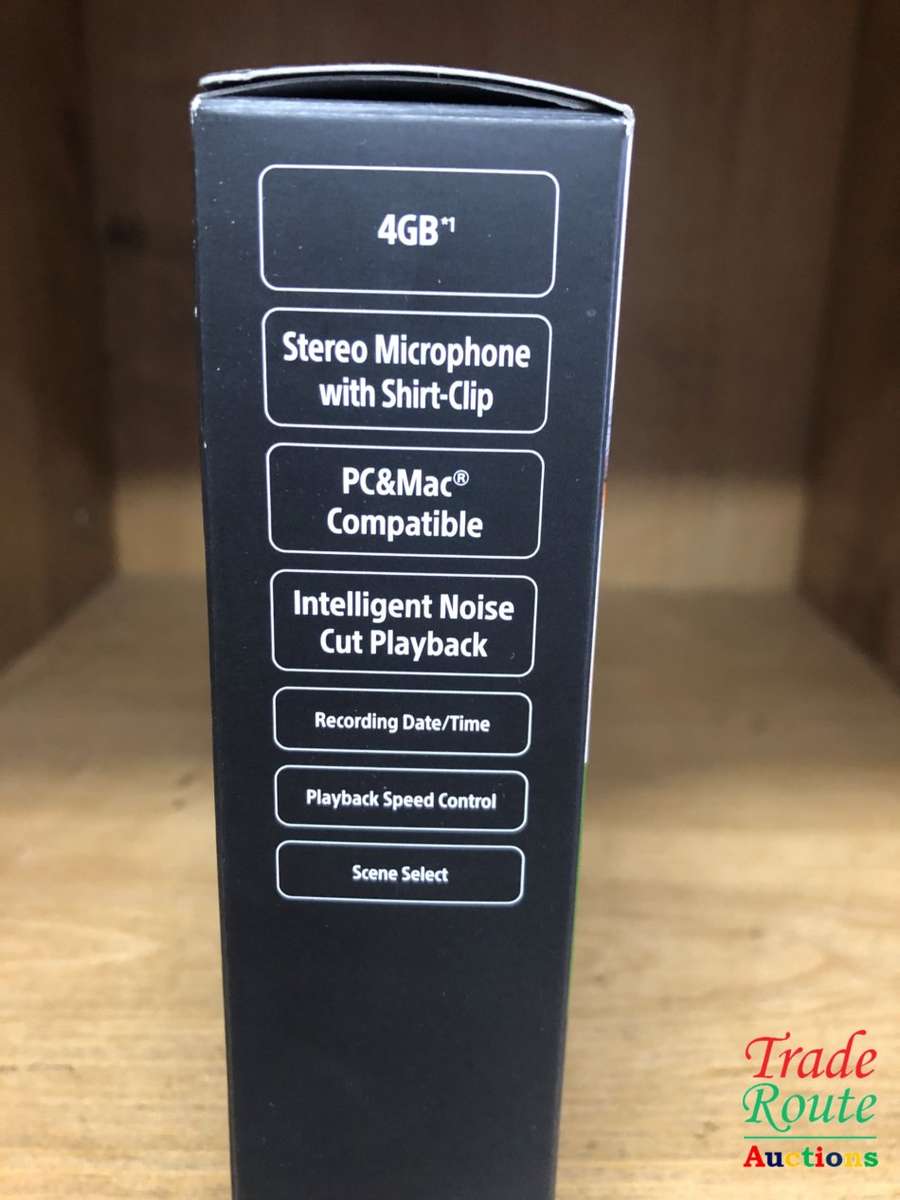 4GB*1
Stereo Microphone
with Shirt-Clip
PC&Mac®
Compatible
Intelligent Noise
Cut Playback
Recording Date/Time
Playback Speed Control
Scene Select
Trade
Route
Auctions